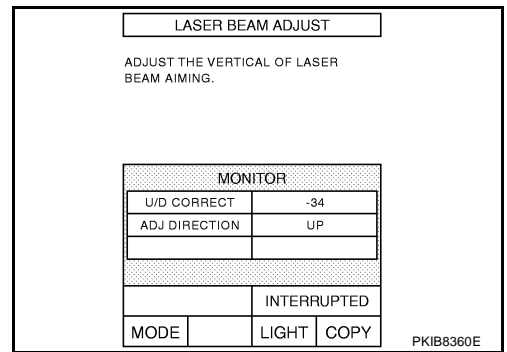 LASER BEAM ADJUST
ADJUST THE VERTICAL OF LASER
BEAM AIMING.
MONITOR
U/D CORRECT -34
ADJ DIRECTION UP
INTERRUPTED
MODE LIGHT COPY
PKIB8360E